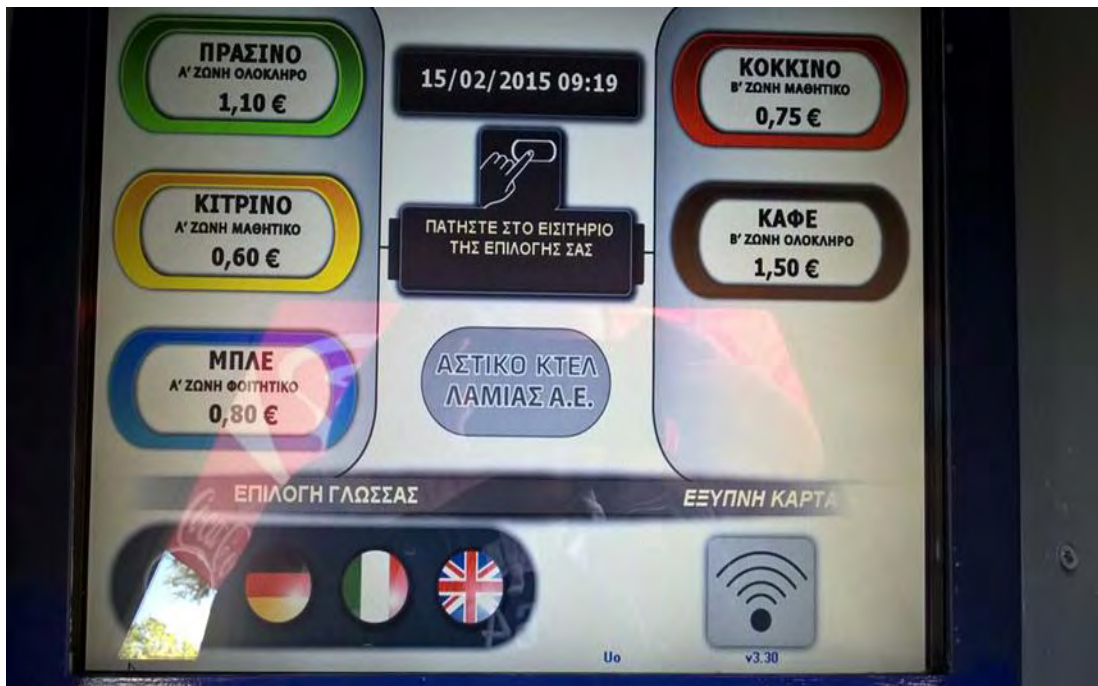 ΠΡΑΣΙΝΟ
Α' ΖΩΝΗ ΟΛΟΚΛΗΡΟ
1,10 €
ΚΙΤΡΙΝΟ
Α' ΖΩΝΗ ΜΑΘΗΤΙΚΟ
0,60 €
ΜΠΛΕ
Α' ΖΩΝΗ ΦΟΙΤΗΤΙΚΟ
0,80 €
15/02/2015 09:19
ΠΑΤΗΣΤΕ ΣΤΟ ΕΙΣΙΤΗΡΙΟ
ΤΗΣ ΕΠΙΛΟΓΗΣ ΣΑΣ
ΑΣΤΙΚΟ ΚΤΕΛ
ΛΑΜΙΑΣ Α.Ε.
ΚΟΚΚΙΝΟ
Β' ΖΩΝΗ ΜΑΘΗΤΙΚΟ
0,75 €
ΚΑΦΕ
Β' ΖΩΝΗ ΟΛΟΚΛΗΡΟ
1,50 €
ΕΠΙΛΟΓΗ ΓΛΩΣΣΑΣ
ΕΞΥΠΝΗ ΚΑΡΤΑ
Uo
v3.30